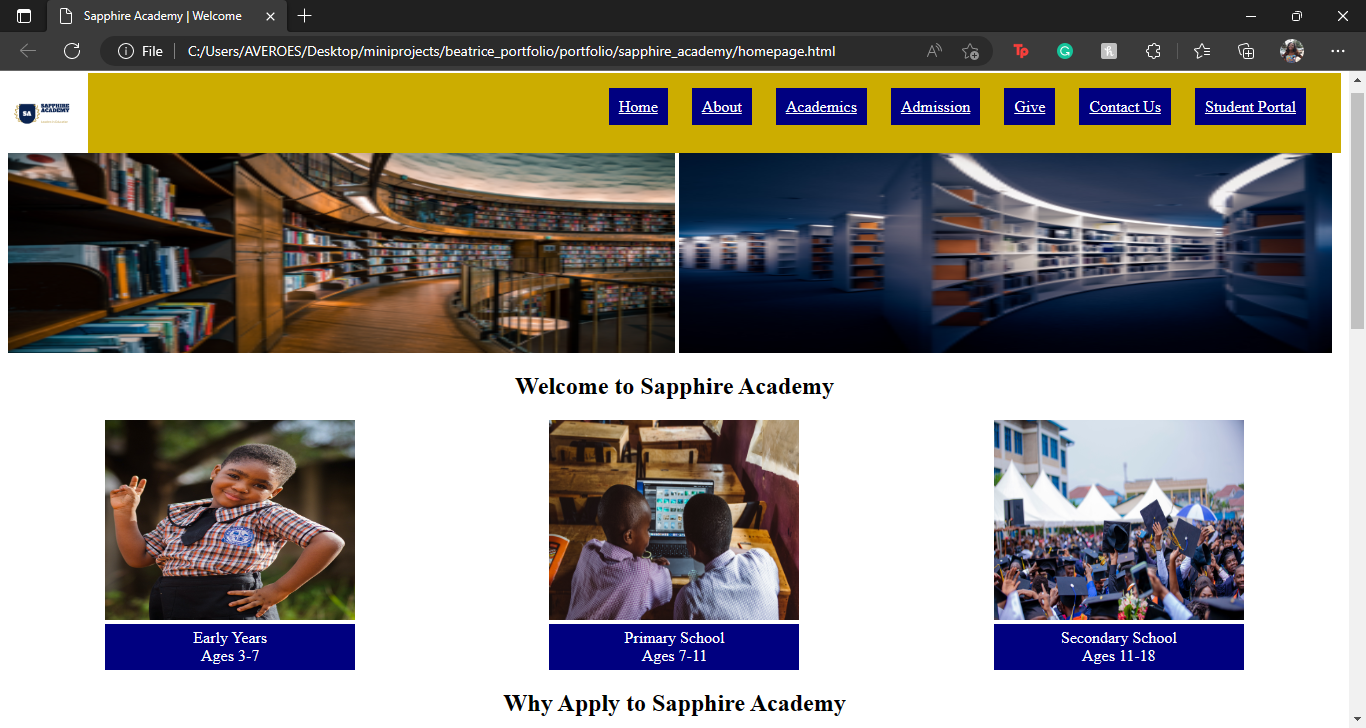 Sapphire Academy | Welcome
File
C:/Users/AVEROES/Desktop/miniprojects/beatrice_portfolio/portfolio/sapphire_academy/homepage.html
SA
SAPPHIRE
ACADEMY
Home
About
Academics
Admission
Give
Contact Us
Student Portal
Welcome to Sapphire Academy
Early Years
Ages 3-7
Primary School
Ages 7-11
Secondary School
Ages 11-18
Why Apply to Sapphire Academy